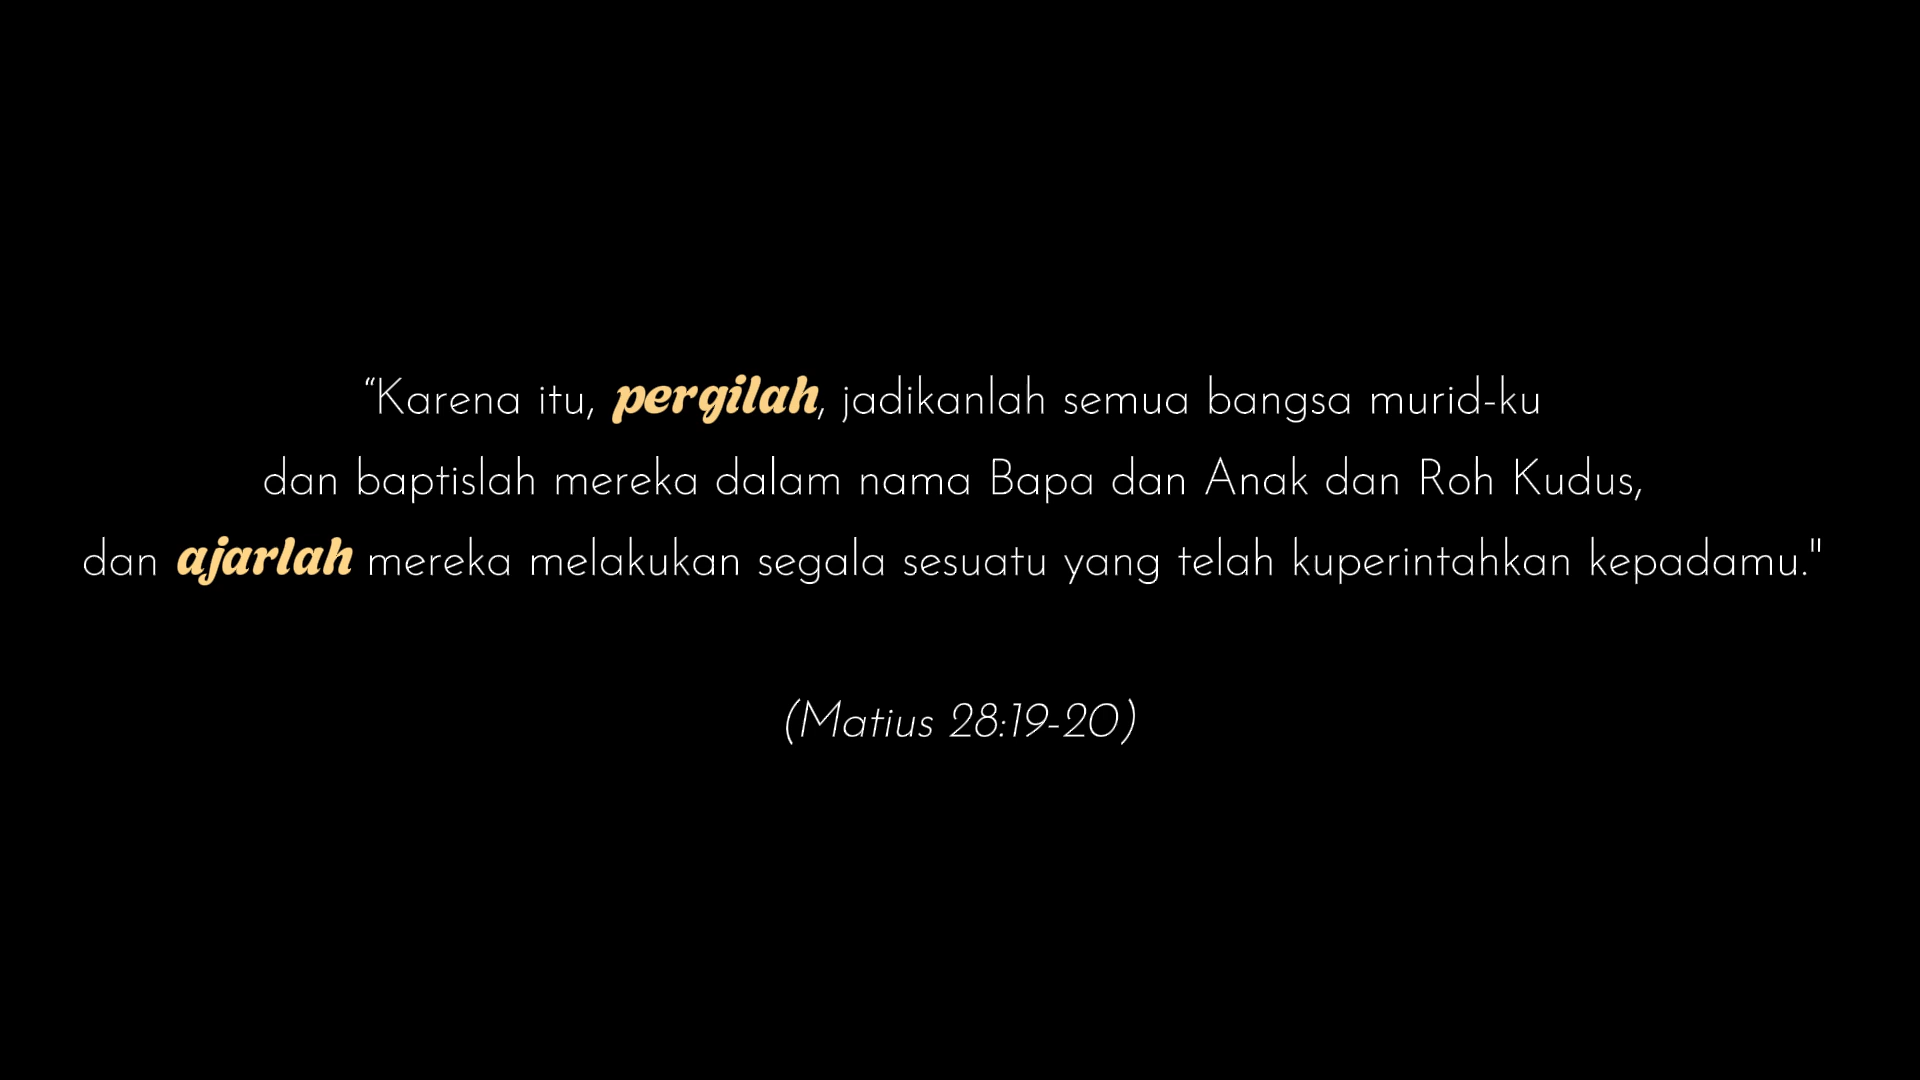 “Karena itu, pergilah, jadikanlah semua bangsa murid-ku
dan baptislah mereka dalam nama Bapa dan Anak dan Roh Kudus,
dan ajarlah mereka melakukan segala sesuatu yang telah kuperintahkan kepadamu."
(Matius 28:19-20)